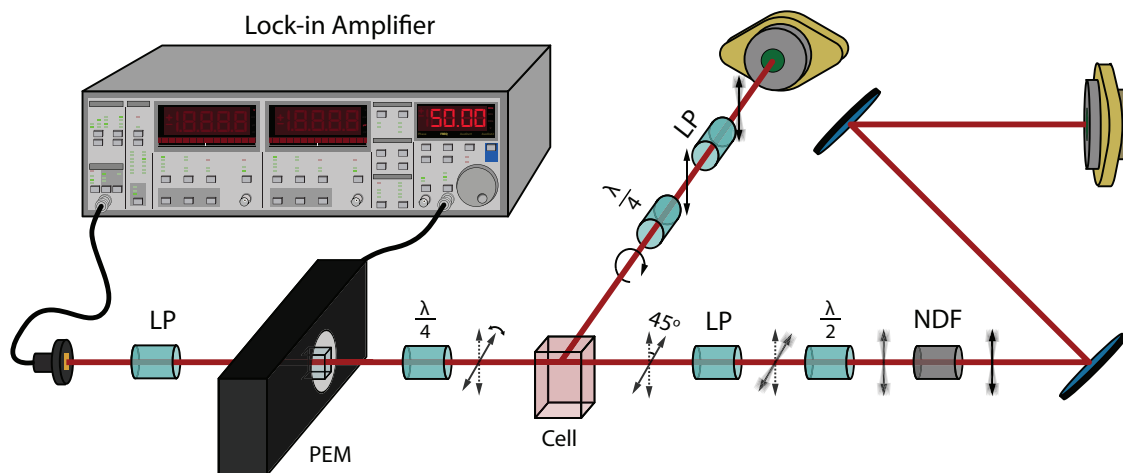 Lock-in Amplifier
50.00
LP
λ
4
LP
PEM
λ
4
Cell
45°
LP
λ
2
NDF